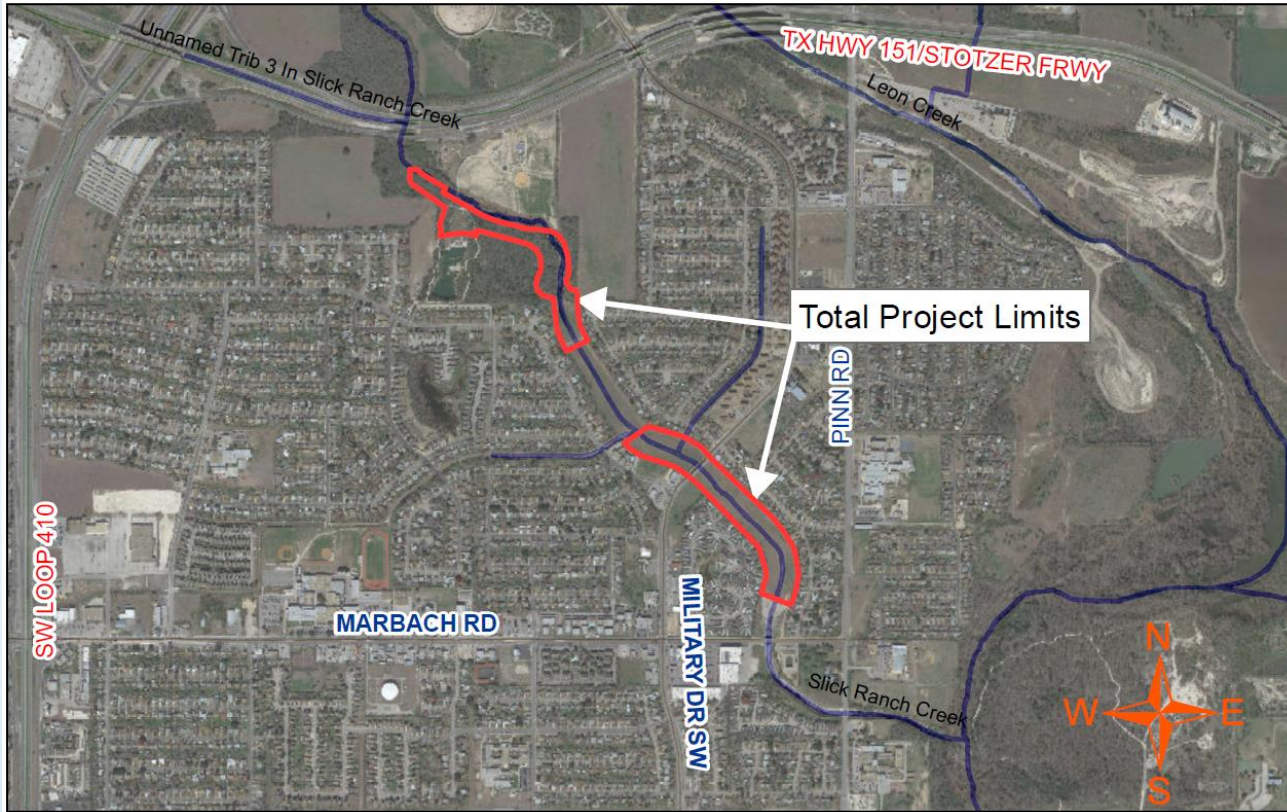 Unnamed Trib 3 In Slick Ranch Creek
TX HWY 151/STOTZER FRWY
Leon Creek
Total Project Limits
PINN RD
SW LOOP 410
MARBACH RD
MILITARY DR SW
Slick Ranch Creek
N
W E
S